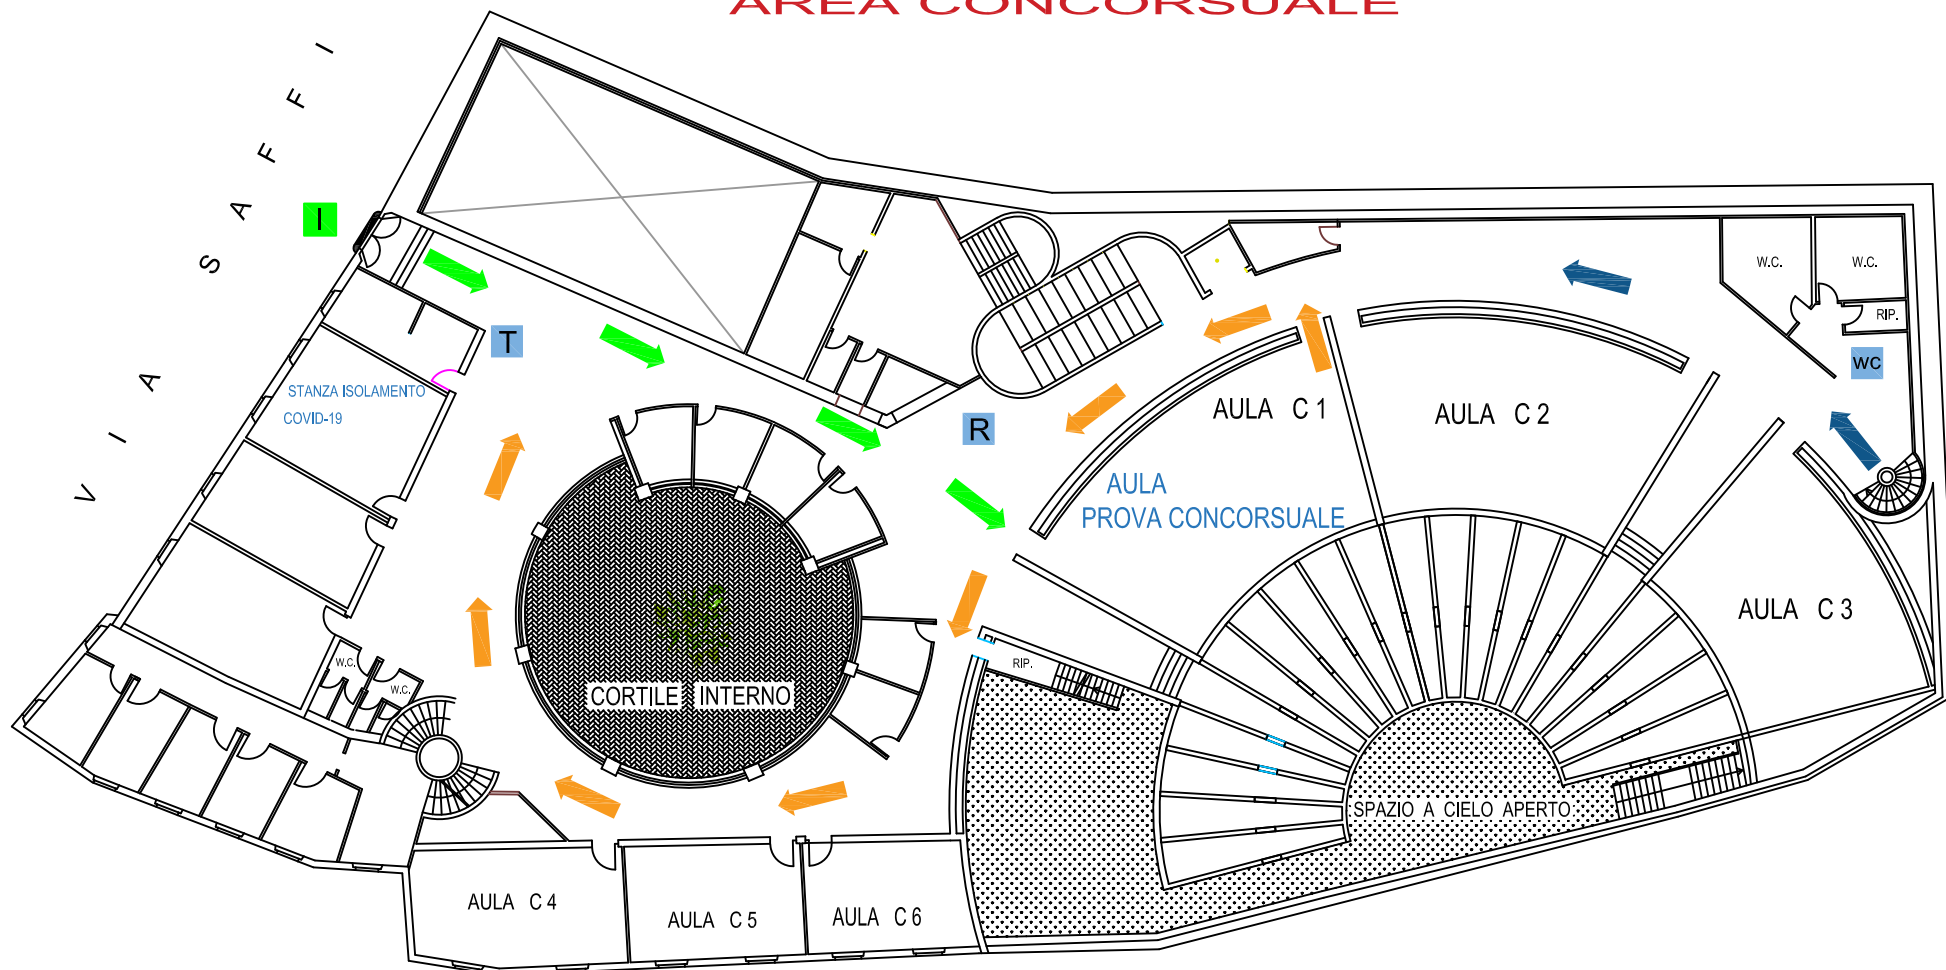 AREA CONCORSUALE
VIA SAFFI
I
T
STANZA ISOLAMENTO
COVID-19
R
AULA C 1
AULA
PROVA CONCORSUALE
AULA C 2
W.C.
W.C.
RIP.
WC
AULA C 3
RIP.
W.C.
W.C.
CORTILE INTERNO
SPAZIO A CIELO APERTO
AULA C 4
AULA C 5
AULA C 6